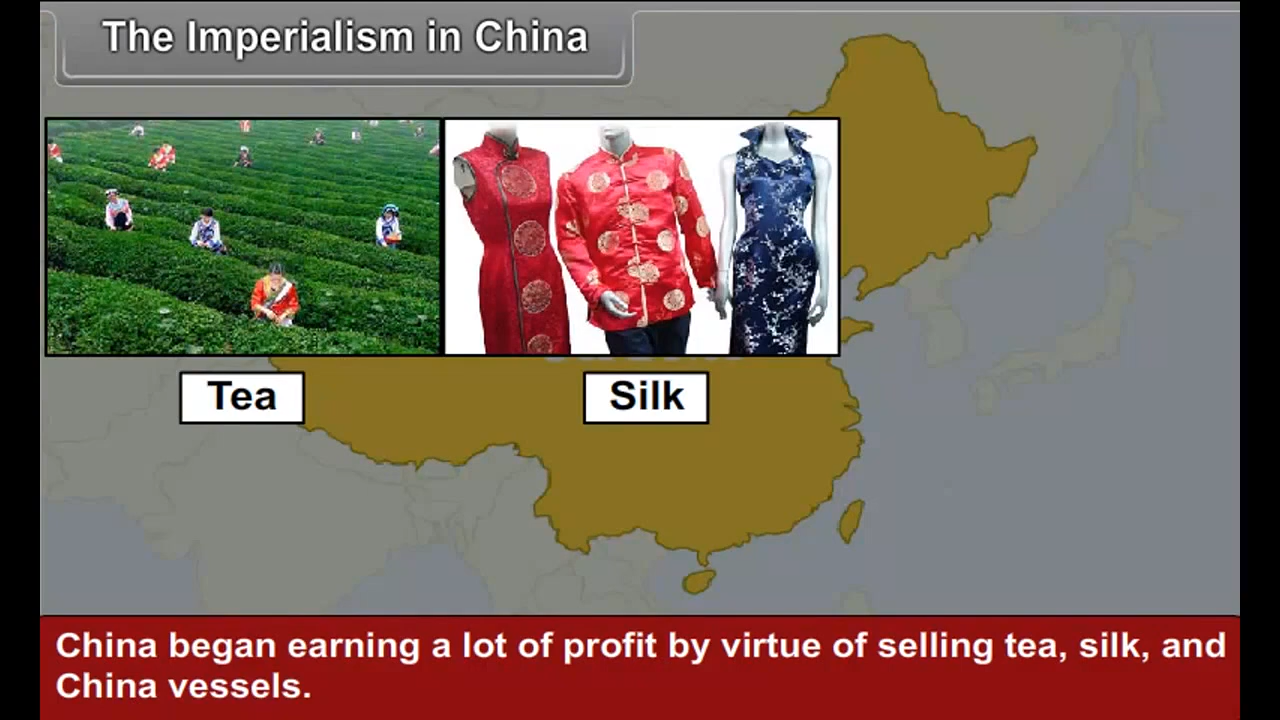 The Imperialism in China
Tea
Silk
China began earning a lot of profit by virtue of selling tea, silk, and
China vessels.